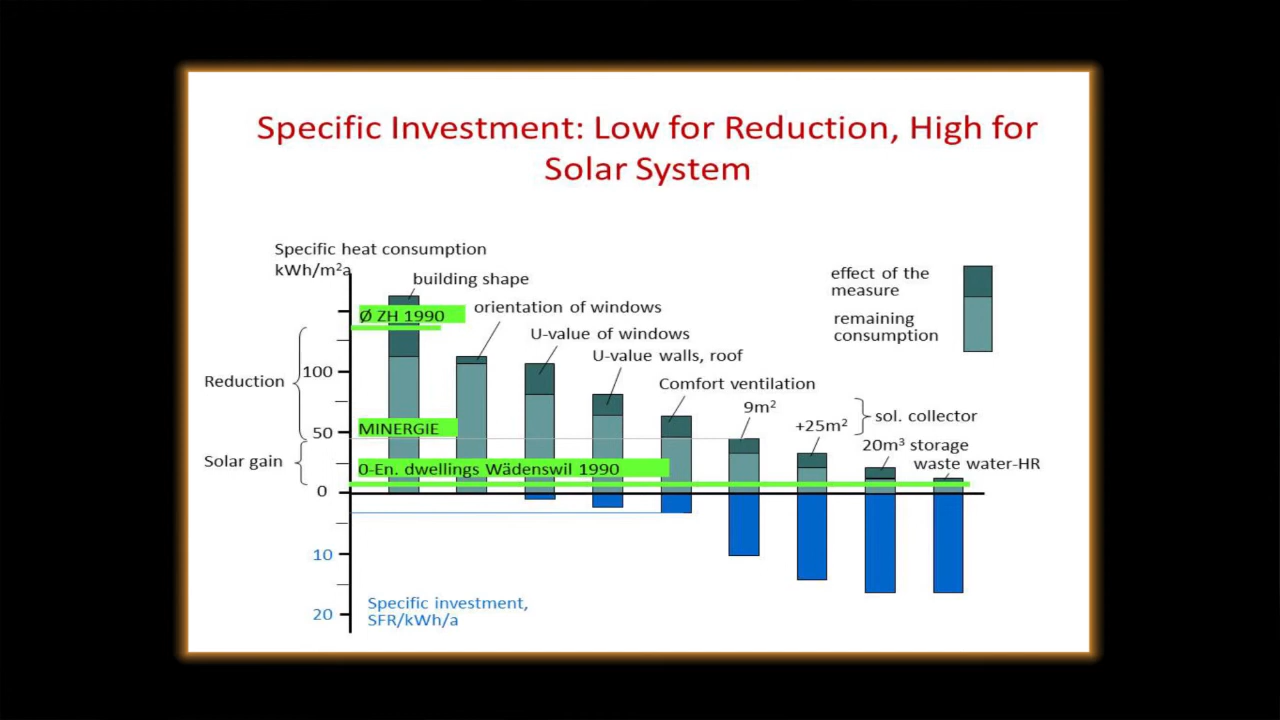 Specific Investment: Low for Reduction, High for
Solar System
Specific heat consumption
kWh/m²a
building shape
effect of the
measure
Ø ZH 1990
orientation of windows
remaining
consumption
U-value of windows
U-value walls, roof
Reduction
100
Comfort ventilation
9m²
+25m²
sol. collector
MINERGIE
50
20m³ storage
Solar gain
0-En. dwellings Wädenswil 1990
waste water-HR
0
10
Specific investment,
SFR/kWh/a
20